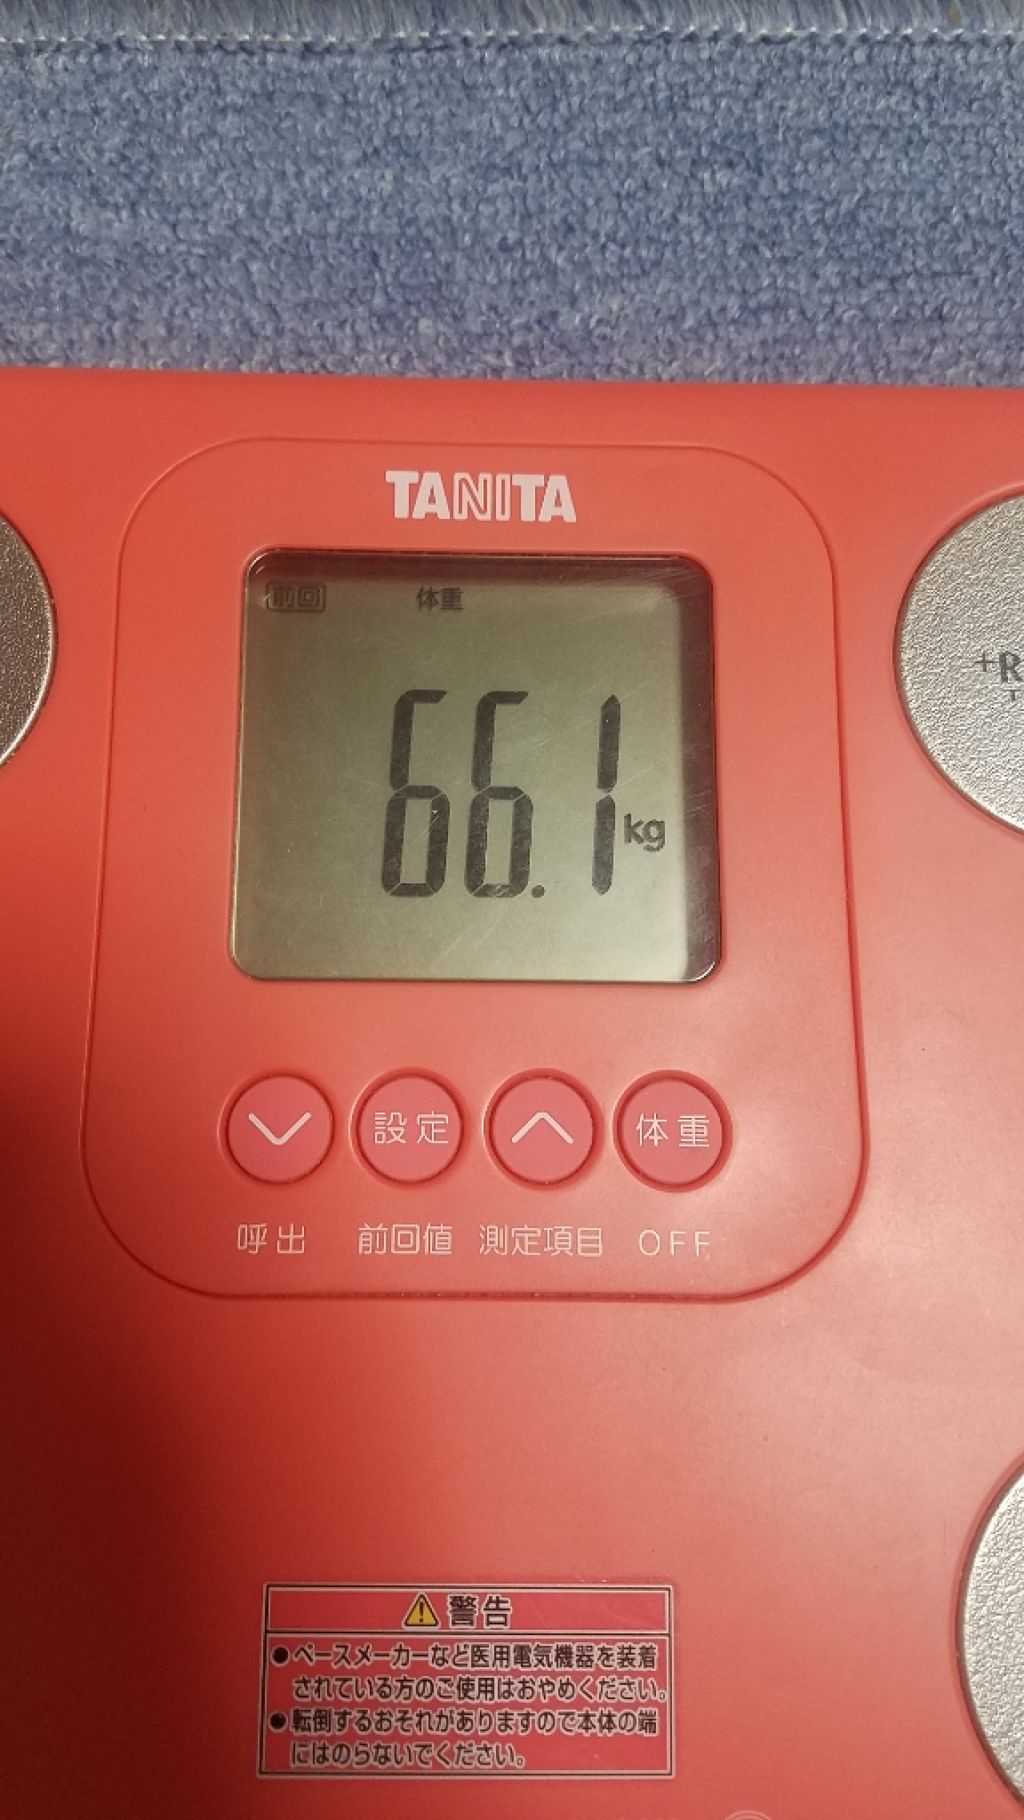 TANITA
前回 体重
66.1kg
設定 体重
呼出 前回値 測定項目 OFF
+R
⚠警告
●ペースメーカーなど医用電気機器を装着
されている方のご使用はおやめください。
●転倒するおそれがありますので本体の端
にはのらないでください。